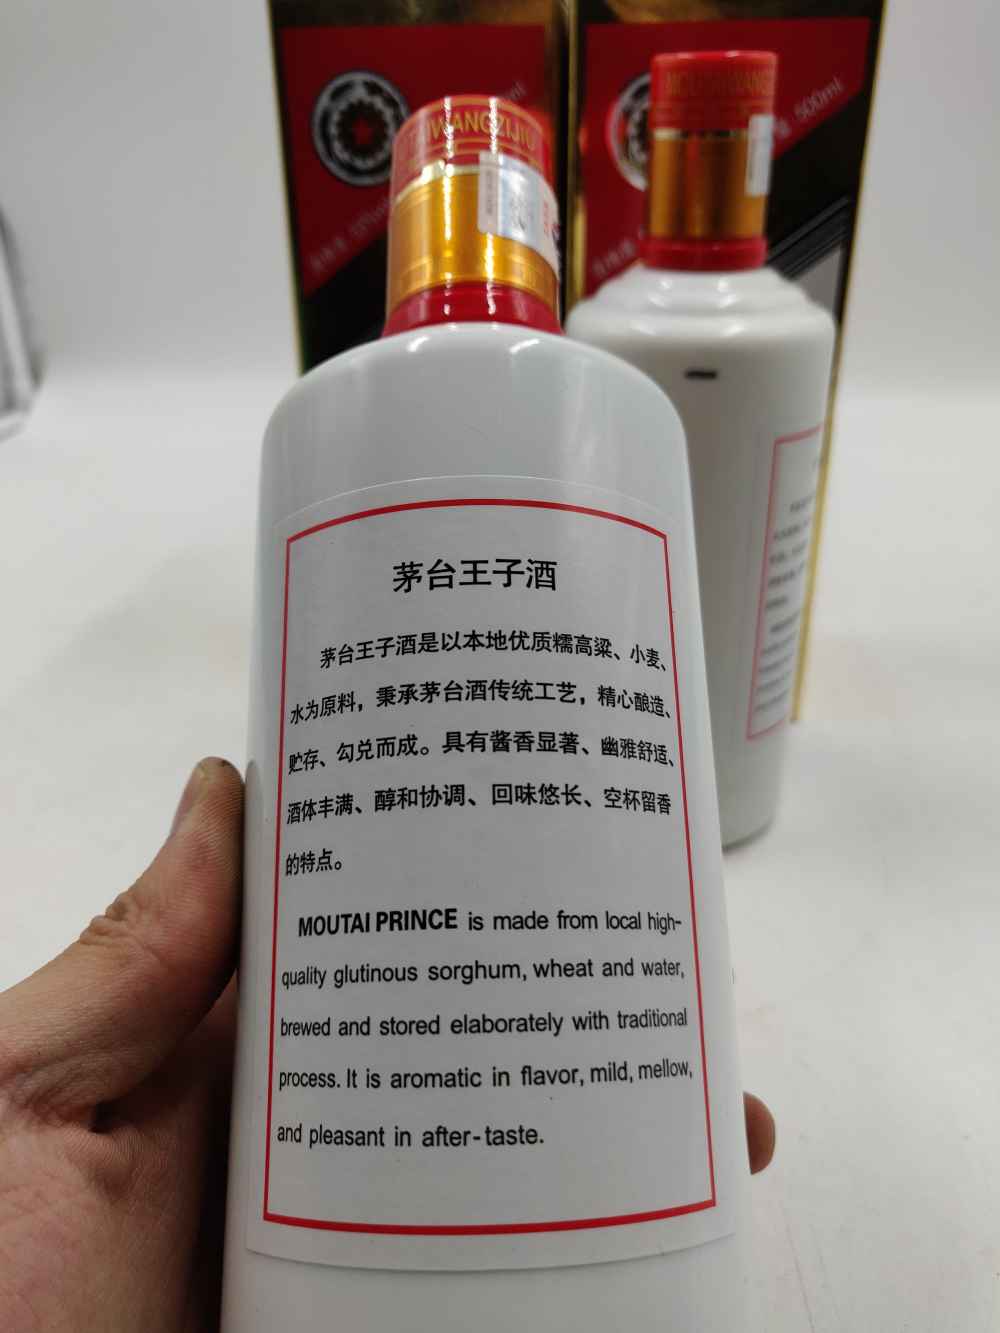 WANGZIJIU
MOUTAIWANG
500ml
茅台王子酒
茅台王子酒是以本地优质糯高粱、小麦、
水为原料，秉承茅台酒传统工艺，精心酿造、
贮存、勾兑而成。具有酱香显著、幽雅舒适、
酒体丰满、醇和协调、回味悠长、空杯留香
的特点。
MOUTAI PRINCE is made from local high-
quality glutinous sorghum, wheat and water,
brewed and stored elaborately with traditional
process. It is aromatic in flavor, mild, mellow,
and pleasant in after-taste.